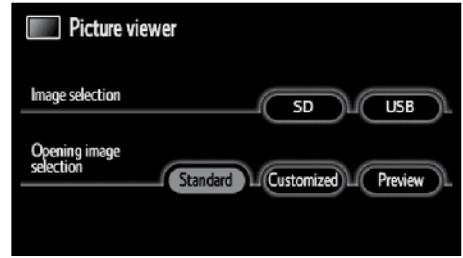 Picture viewer
Image selection
SD USB
Opening image
selection
Standard Customized Preview